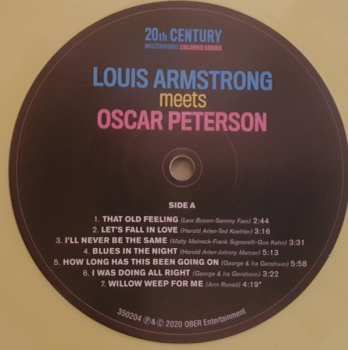 20th CENTURY
MASTERWORKS COLORED SERIES
LOUIS ARMSTRONG
meets
OSCAR PETERSON
SIDE A
1. THAT OLD FEELING (Lew Brown-Sammy Fain) 2:44
2. LET'S FALL IN LOVE (Harold Arlen-Ted Koehler) 3:16
3. I'LL NEVER BE THE SAME (Matty Malneck-Frank Signorelli-Gus Kahn) 3:31
4. BLUES IN THE NIGHT (Harold Arlen-Johnny Mercer) 5:13
5. HOW LONG HAS THIS BEEN GOING ON (George & Ira Gershwin) 5:58
6. I WAS DOING ALL RIGHT (George & Ira Gershwin) 3:22
7. WILLOW WEEP FOR ME (Ann Ronell) 4:19*
350204 ℗&© 2020 OBER Entertainment